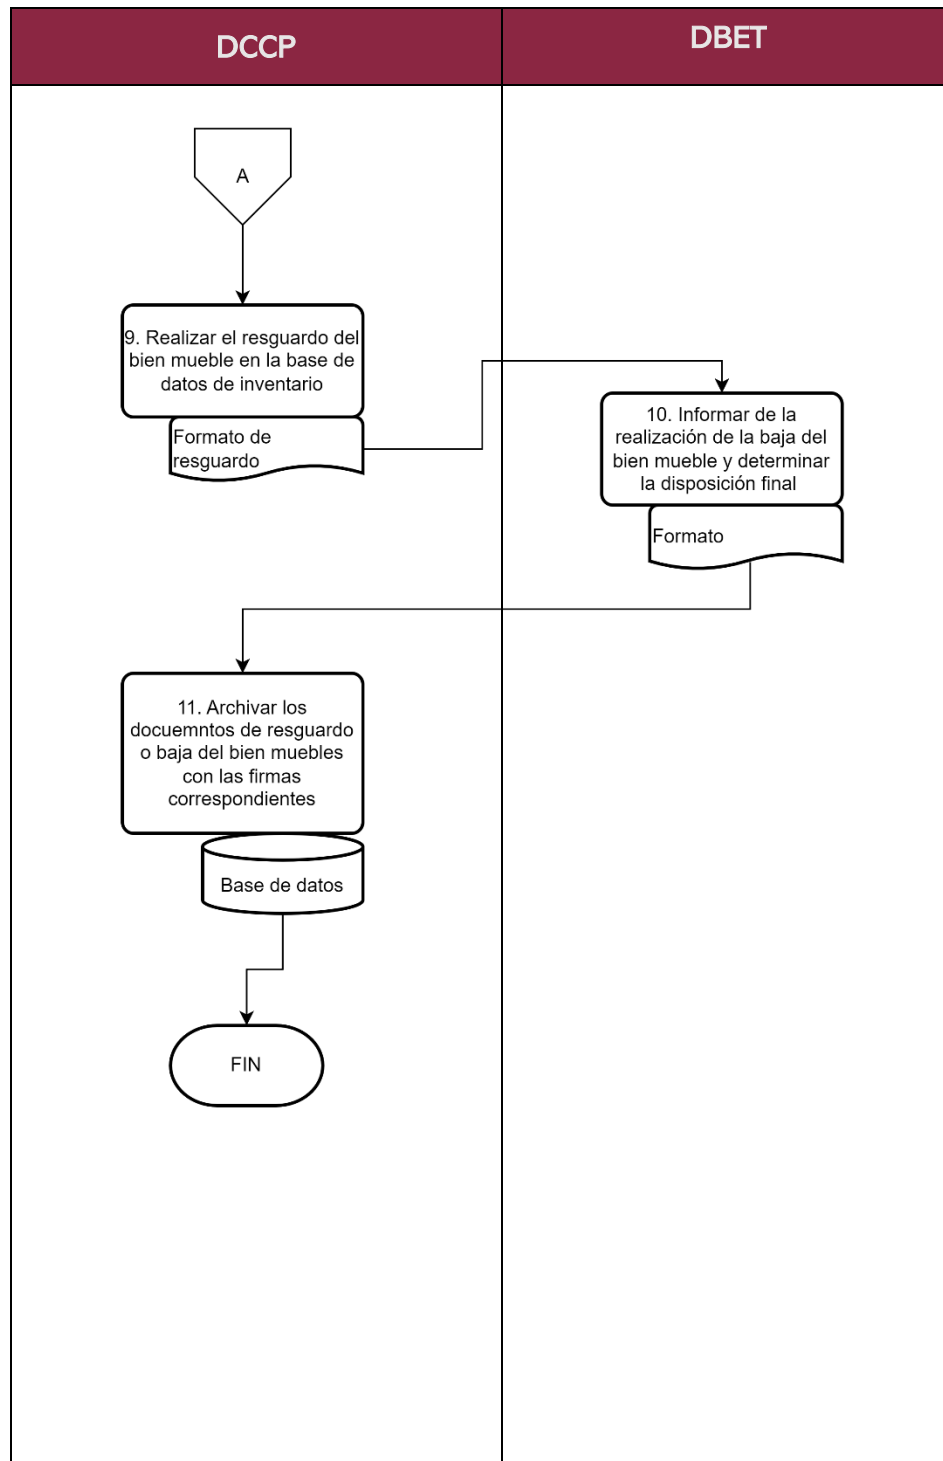 DCCP
DBET
A
9. Realizar el resguardo del
bien mueble en la base de
datos de inventario
Formato de
resguardo
10. Informar de la
realización de la baja del
bien mueble y determinar
la disposición final
Formato
11. Archivar los
docuemntos de resguardo
o baja del bien muebles
con las firmas
correspondientes
Base de datos
FIN